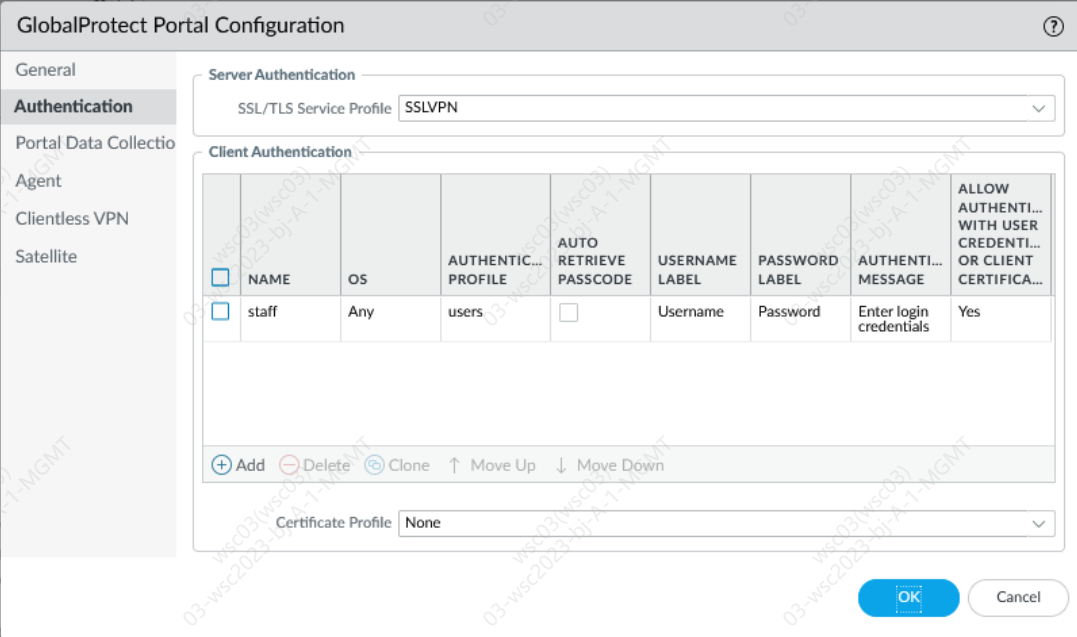 GlobalProtect Portal Configuration
?
General
Authentication
Portal Data Collectio
Agent
Clientless VPN
Satellite
Server Authentication
SSL/TLS Service Profile SSLVPN
Client Authentication
NAME
OS
AUTHENTIC...
PROFILE
AUTO
RETRIEVE
PASSCODE
USERNAME
LABEL
PASSWORD
LABEL
AUTHENTI...
MESSAGE
ALLOW
AUTHENTI...
WITH USER
CREDENTI...
OR CLIENT
CERTIFICA...
staff
Any
users
Username
Password
Enter login
credentials
Yes
Add Delete Clone Move Up Move Down
Certificate Profile None
OK Cancel
wsc03(wsc03)
03-wsc2023-bj-A-1-MGMT